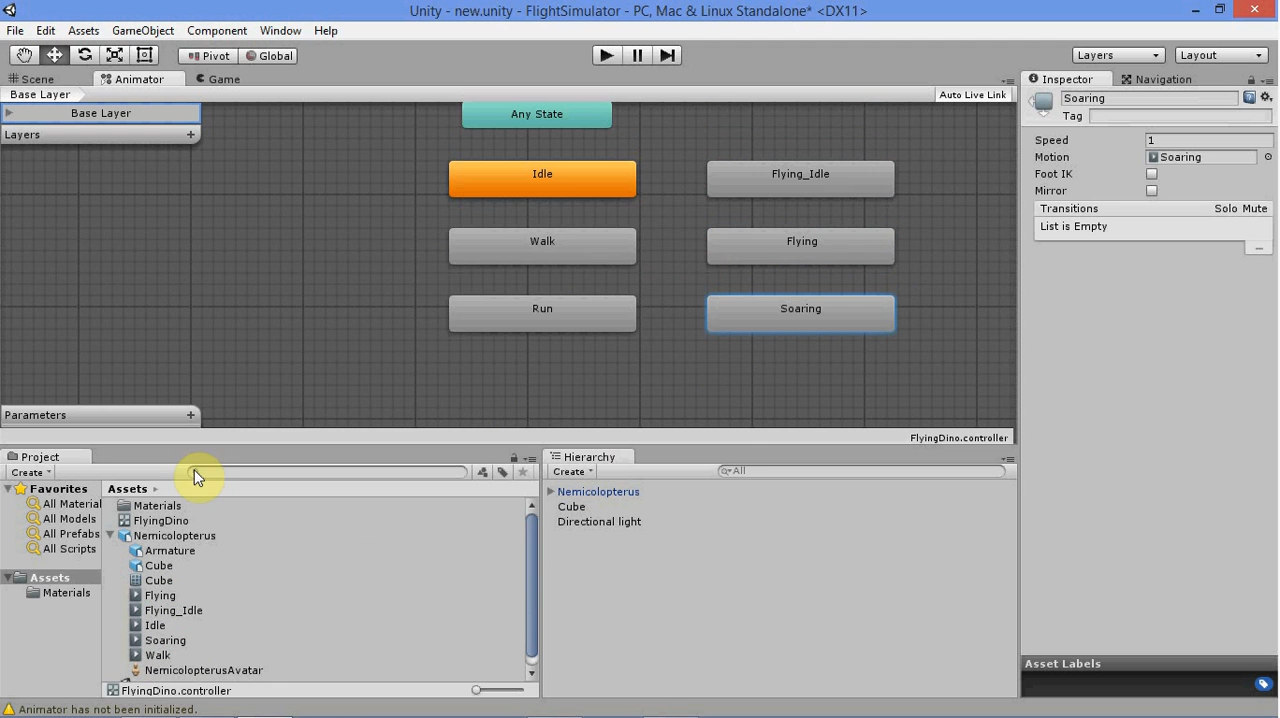 Unity - new.unity - FlightSimulator - PC, Mac & Linux Standalone* <DX11>
File Edit Assets GameObject Component Window Help
Pivot Global Layers Layout
Scene Animator Game
Base Layer Auto Live Link
Base Layer
Layers +
Any State
Idle Flying_Idle
Walk Flying
Run Soaring
Parameters +
FlyingDino.controller
Inspector Navigation
Soaring
Tag
Speed 1
Motion Soaring
Foot IK
Mirror
Transitions Solo Mute
List is Empty
Asset Labels
Project
Create
Favorites
All Material
All Models
All Prefabs
All Scripts
Assets
Materials
Assets
Materials
FlyingDino
Nemicolopterus
Armature
Cube
Cube
Flying
Flying_Idle
Idle
Soaring
Walk
NemicolopterusAvatar
FlyingDino.controller
Hierarchy
Create All
Nemicolopterus
Cube
Directional light
Animator has not been initialized.